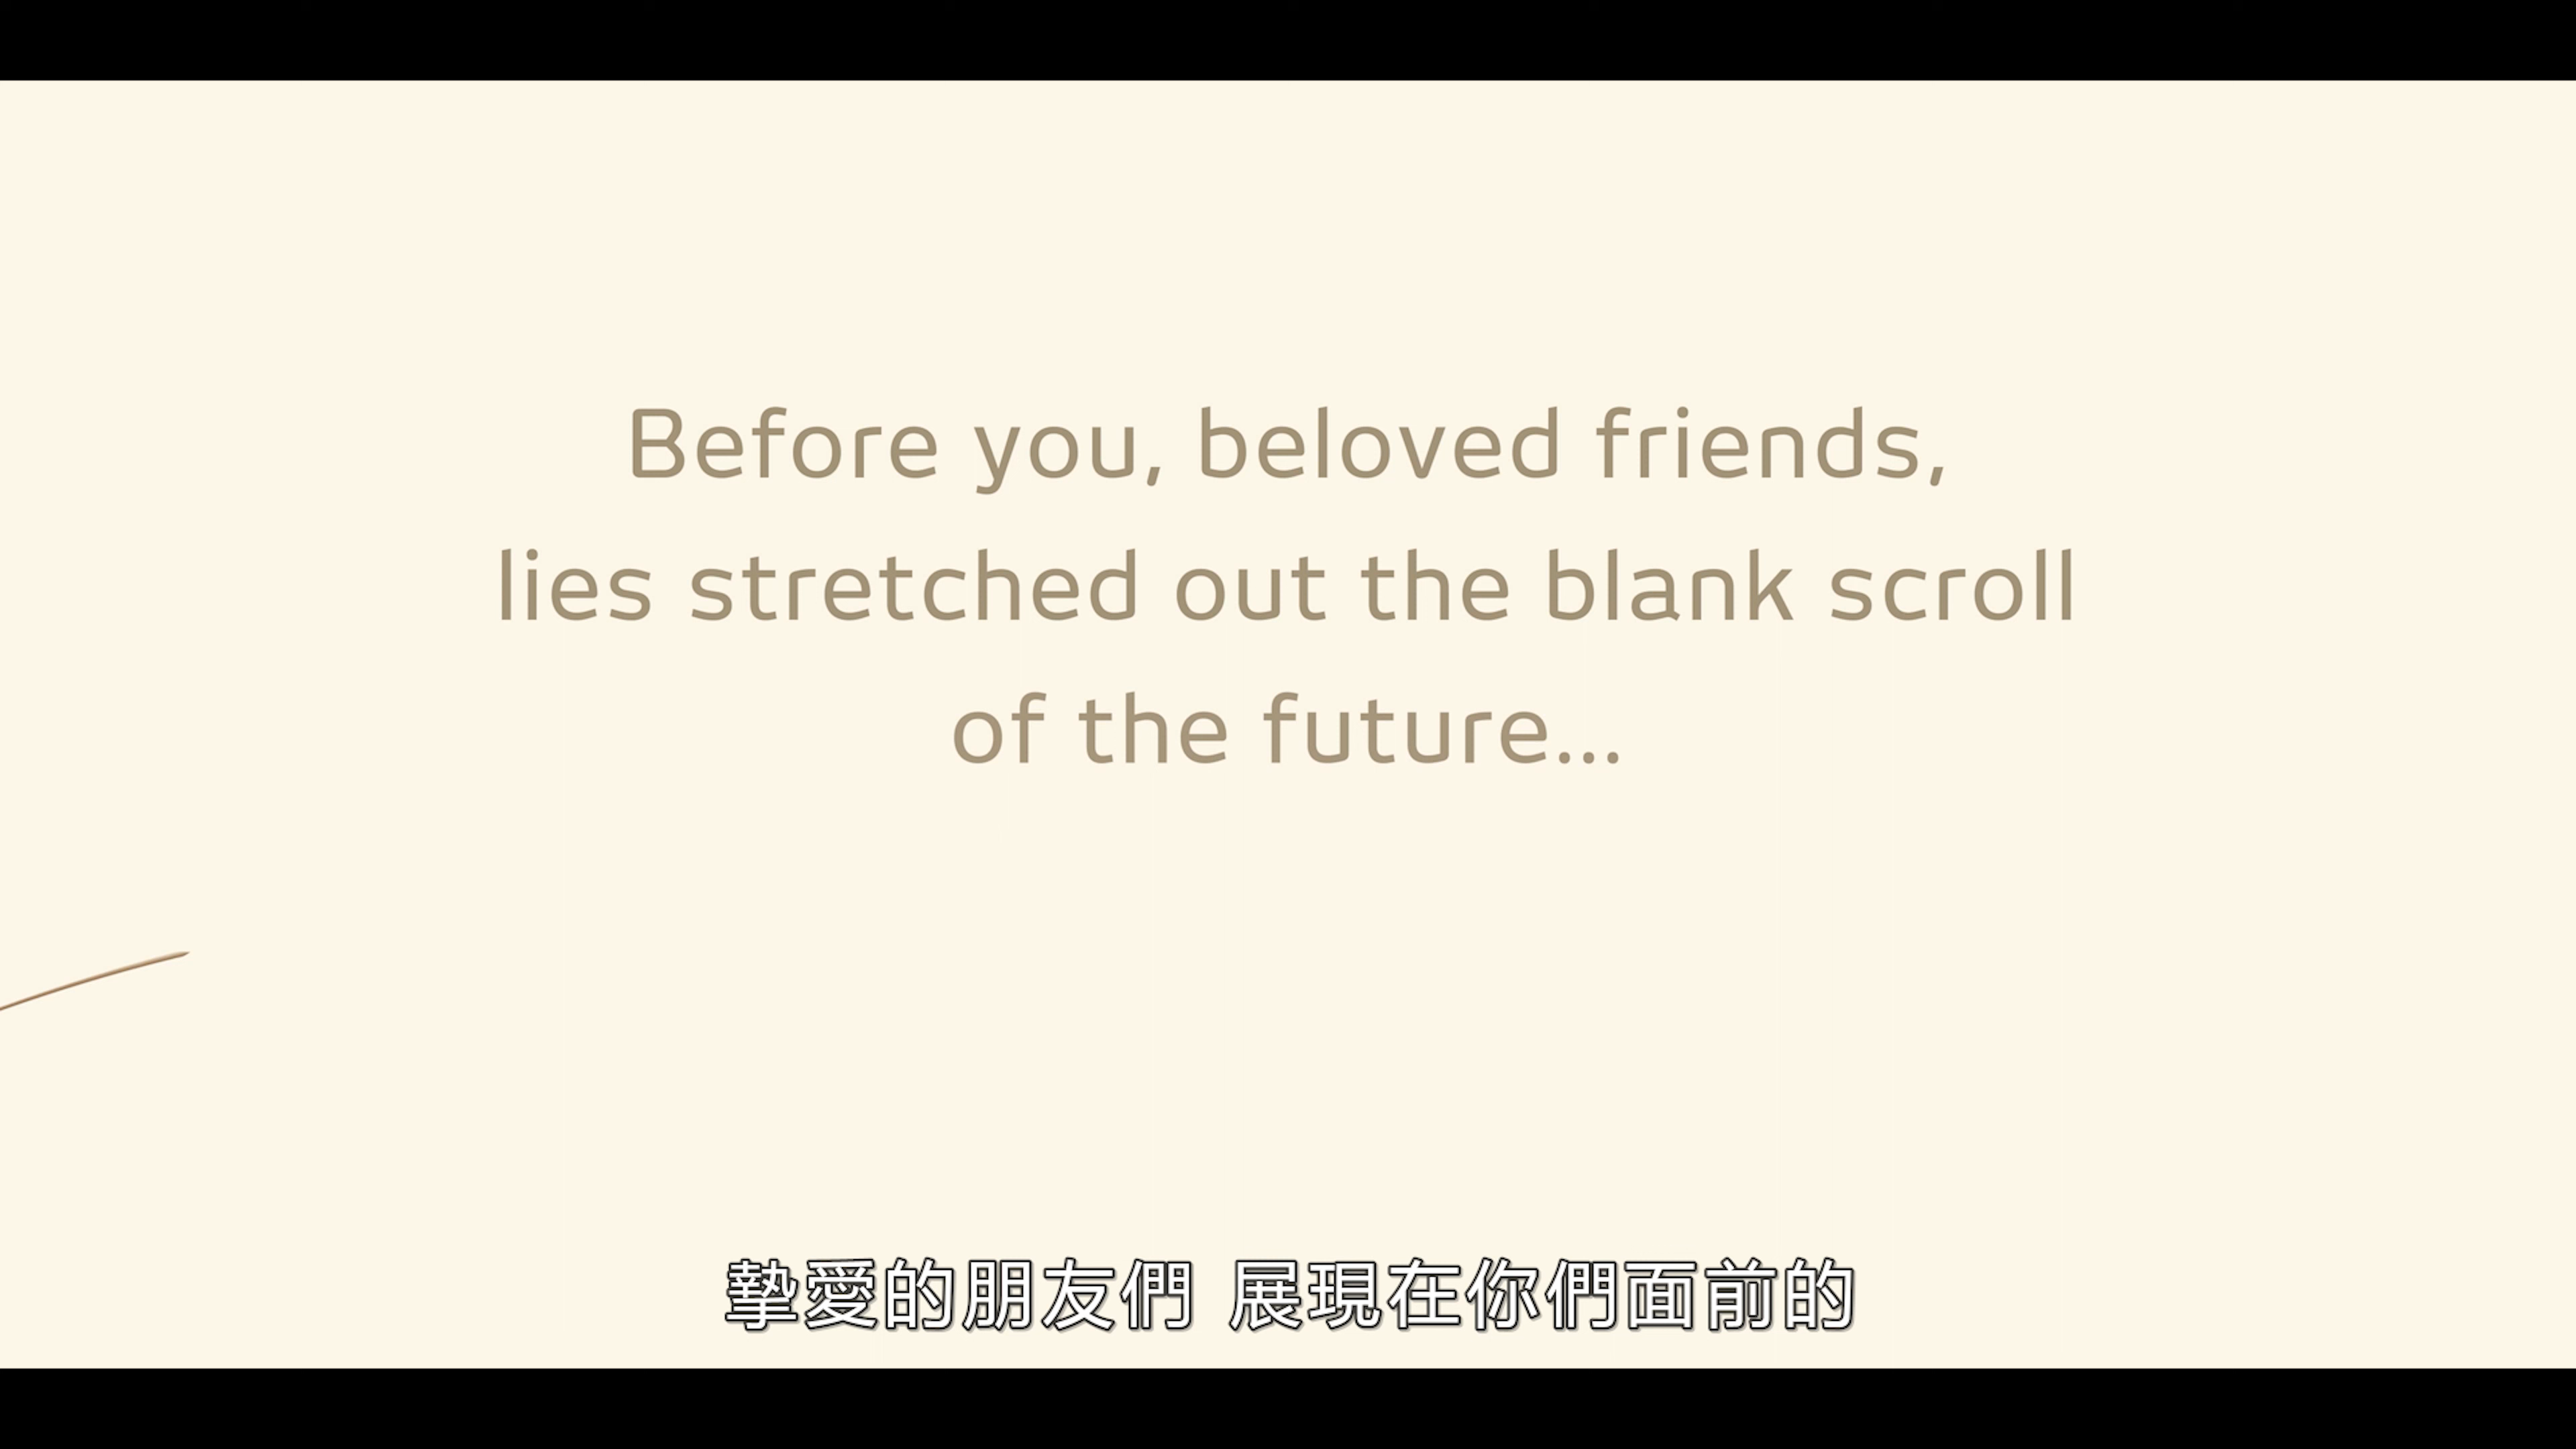 Before you, beloved friends,
lies stretched out the blank scroll
of the future...
摯愛的朋友們 展現在你們面前的